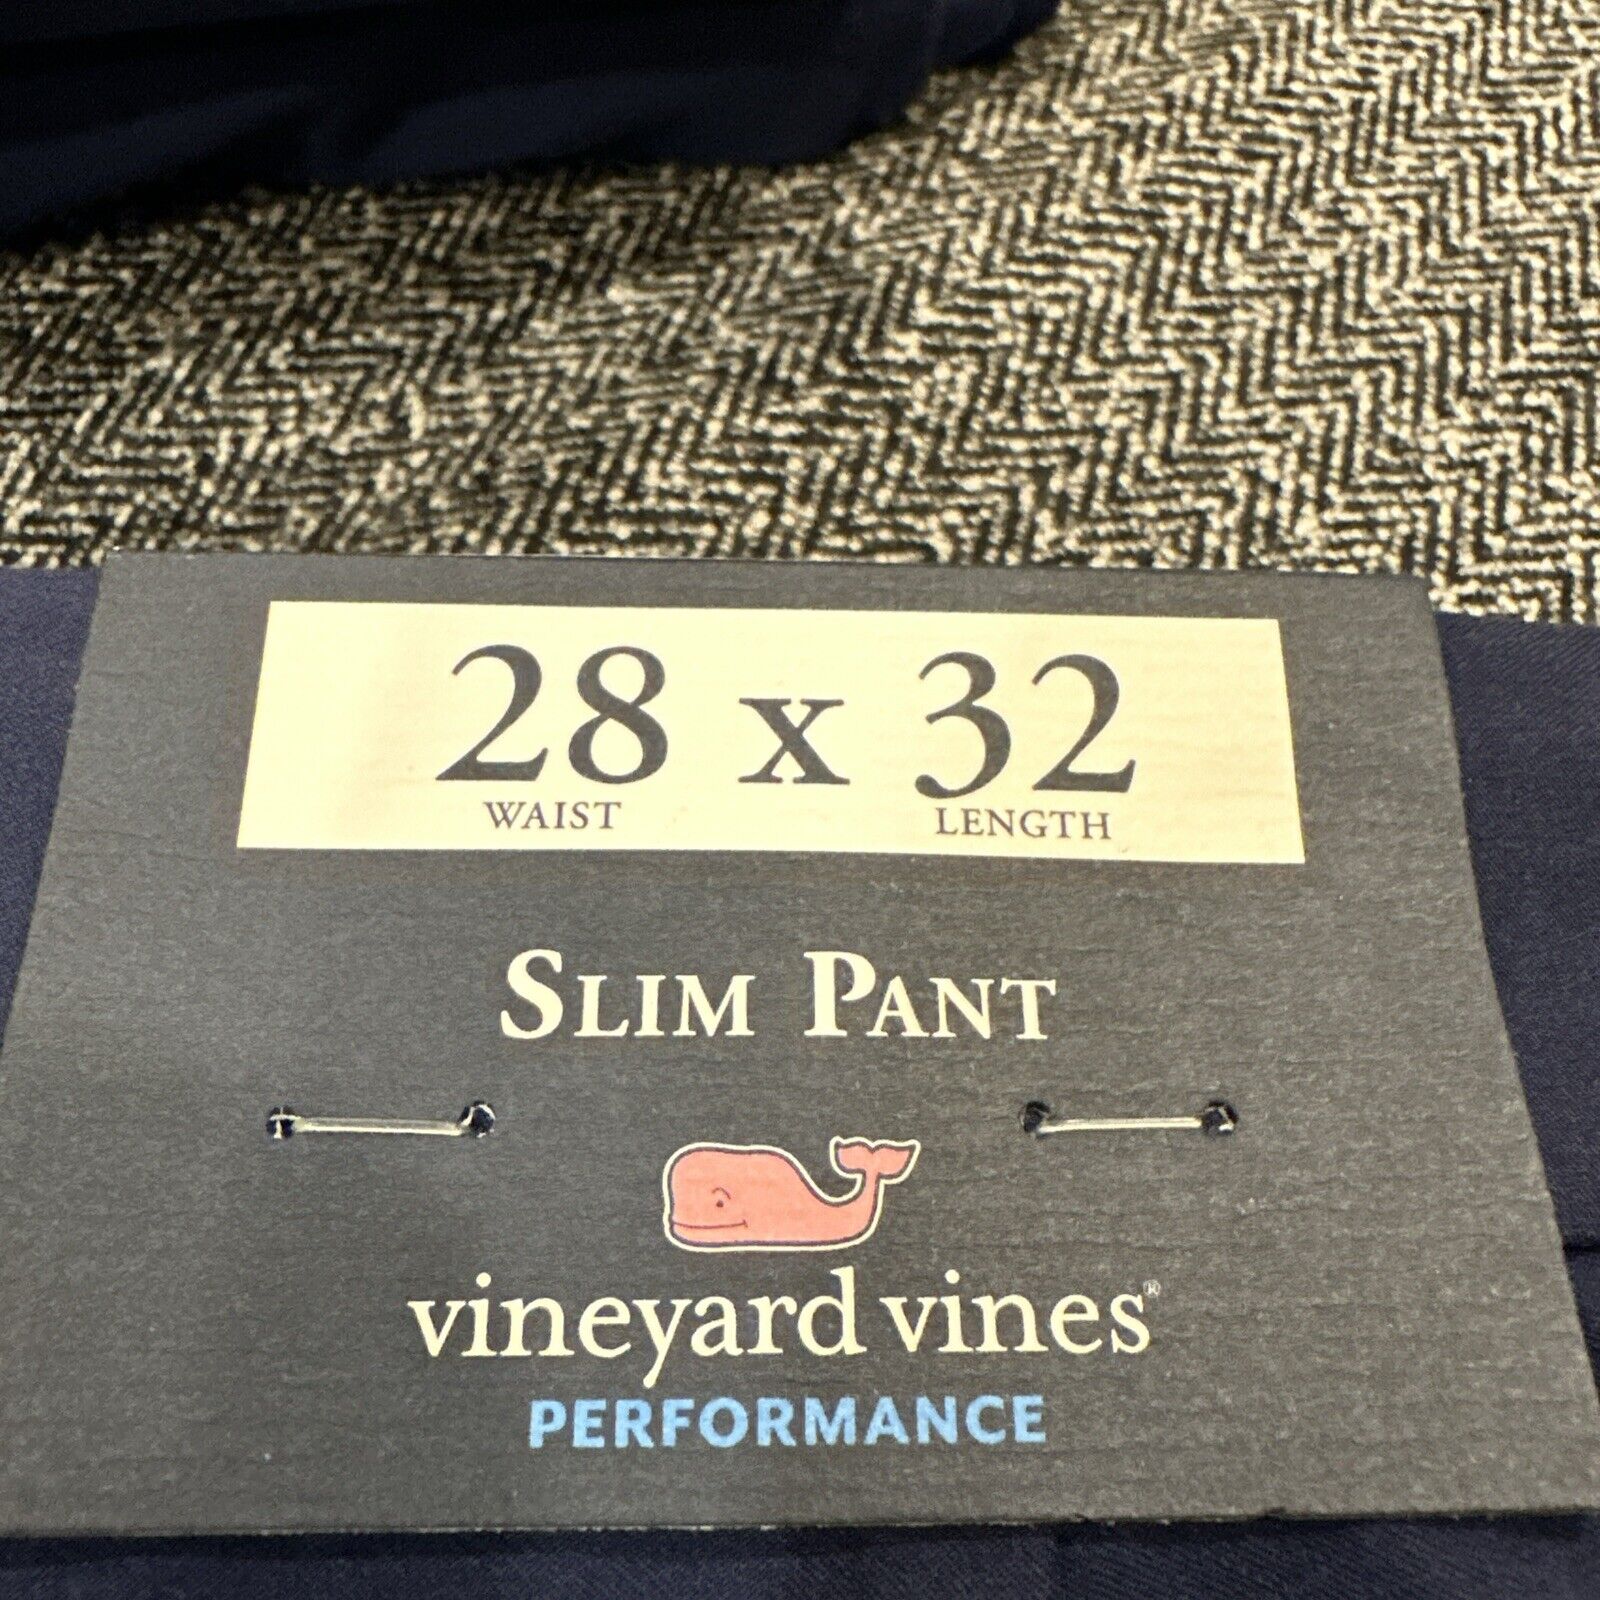 28 x 32
WAIST LENGTH
SLIM PANT
vineyard vines®
PERFORMANCE